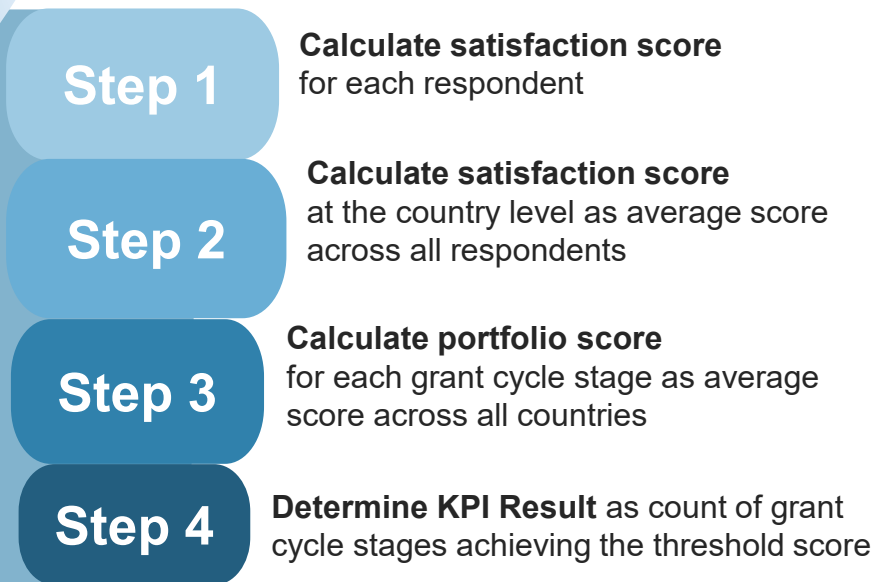 Step 1
Calculate satisfaction score
for each respondent
Step 2
Calculate satisfaction score
at the country level as average score
across all respondents
Step 3
Calculate portfolio score
for each grant cycle stage as average
score across all countries
Step 4
Determine KPI Result as count of grant
cycle stages achieving the threshold score